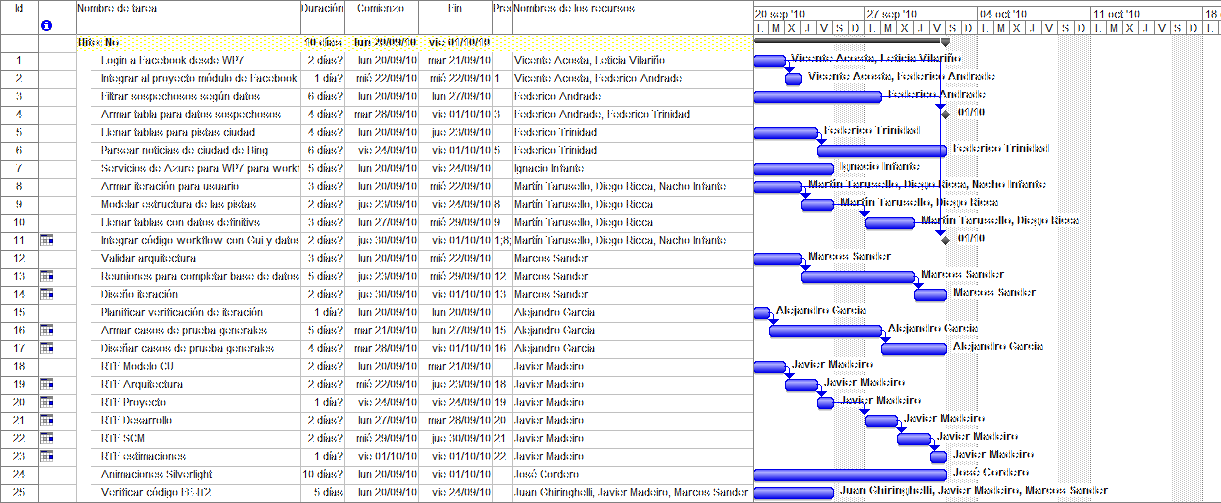 Id Nombre de tarea Duración Comienzo Fin Pred Nombres de los recursos 20 sep '10 27 sep '10 04 oct '10 11 oct '10 18
L M X J V S D L M X J V S D L M X J V S D L M X J V S D L M
10 días lun 20/09/10 vie 01/10/10
1 Login a Facebook desde WP7 2 días? lun 20/09/10 mar 21/09/10 Vicente Acosta, Leticia Vilariño Vicente Acosta, Leticia Vilariño
2 Integrar al proyecto módulo de Facebook 1 día? mié 22/09/10 mié 22/09/10 1 Vicente Acosta, Federico Andrade Vicente Acosta, Federico Andrade
3 Filtrar sospechosos según datos 6 días? lun 20/09/10 lun 27/09/10 Federico Andrade Federico Andrade
4 Armar tabla para datos sospechosos 4 días? mar 28/09/10 vie 01/10/10 3 Federico Andrade, Federico Trinidad 01/10
5 Llenar tablas para pistas ciudad 4 días? lun 20/09/10 jue 23/09/10 Federico Trinidad Federico Trinidad
6 Parsear noticias de ciudad de Bing 6 días? vie 24/09/10 vie 01/10/10 5 Federico Trinidad Federico Trinidad
7 Servicios de Azure para WP7 para workf 5 días? lun 20/09/10 vie 24/09/10 Ignacio Infante Ignacio Infante
8 Armar iteración para usuario 3 días? lun 20/09/10 mié 22/09/10 Martín Tarusello, Diego Ricca, Nacho Infante Martín Tarusello, Diego Ricca, Nacho Infante
9 Modelar estructura de las pistas 2 días? jue 23/09/10 vie 24/09/10 8 Martín Tarusello, Diego Ricca Martín Tarusello, Diego Ricca
10 Llenar tablas con datos definitivs 3 días? lun 27/09/10 mié 29/09/10 9 Martín Tarusello, Diego Ricca Martín Tarusello, Diego Ricca
11 Integrar código workflow con Gui y datos 2 días? jue 30/09/10 vie 01/10/10 1;8; Martín Tarusello, Diego Ricca, Nacho Infante 01/10
12 Validar arquitectura 3 días? lun 20/09/10 mié 22/09/10 Marcos Sander Marcos Sander
13 Reuniones para completar base de datos 5 días? jue 23/09/10 mié 29/09/10 12 Marcos Sander Marcos Sander
14 Diseño iteración 2 días? jue 30/09/10 vie 01/10/10 13 Marcos Sander Marcos Sander
15 Planificar verificación de iteración 1 día? lun 20/09/10 lun 20/09/10 Alejandro García Alejandro García
16 Armar casos de prueba generales 5 días? mar 21/09/10 lun 27/09/10 15 Alejandro García Alejandro García
17 Diseñar casos de prueba generales 4 días? mar 28/09/10 vie 01/10/10 16 Alejandro García Alejandro García
18 RTF Modelo CU 2 días? lun 20/09/10 mar 21/09/10 Javier Madeiro Javier Madeiro
19 RTF Arquitectura 2 días? mié 22/09/10 jue 23/09/10 18 Javier Madeiro Javier Madeiro
20 RTF Proyecto 1 día? vie 24/09/10 vie 24/09/10 19 Javier Madeiro Javier Madeiro
21 RTF Desarrollo 2 días? lun 27/09/10 mar 28/09/10 20 Javier Madeiro Javier Madeiro
22 RTF SCM 2 días? mié 29/09/10 jue 30/09/10 21 Javier Madeiro Javier Madeiro
23 RTF estimaciones 1 día? vie 01/10/10 vie 01/10/10 22 Javier Madeiro Javier Madeiro
24 Animaciones Silverlight 10 días? lun 20/09/10 vie 01/10/10 José Cordero José Cordero
25 Verificar código 5 días lun 20/09/10 vie 24/09/10 Juan Ghiringhelli, Javier Madeiro, Marcos Sander Juan Ghiringhelli, Javier Madeiro, Marcos Sander